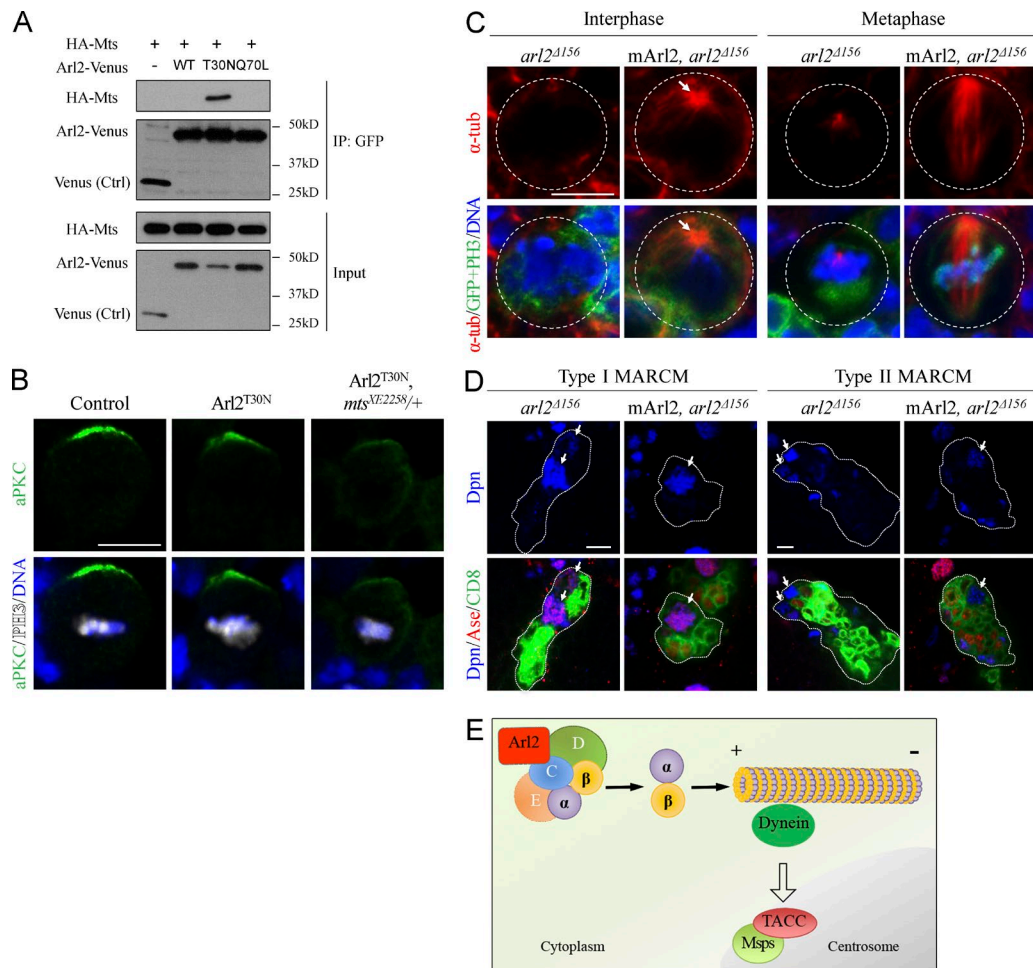 A
HA-Mts + + + +
Arl2-Venus - WT T30N Q70L
HA-Mts
Arl2-Venus
50kD
37kD
Venus (Ctrl)
25kD
IP: GFP
HA-Mts
Arl2-Venus
50kD
37kD
Venus (Ctrl)
25kD
Input
B
Control
Arl2T30N
Arl2T30N,
mtsXE2258/+
aPKC
aPKC/PH3/DNA
C
Interphase
Metaphase
arl2Δ156
mArl2, arl2Δ156
arl2Δ156
mArl2, arl2Δ156
α-tub
α-tub/GFP+PH3/DNA
D
Type I MARCM
Type II MARCM
arl2Δ156
mArl2, arl2Δ156
arl2Δ156
mArl2, arl2Δ156
Dpn
Dpn/Ase/CD8
E
Arl2
D
C
β
E
α
α
β
+
-
Dynein
TACC
Msps
Cytoplasm
Centrosome